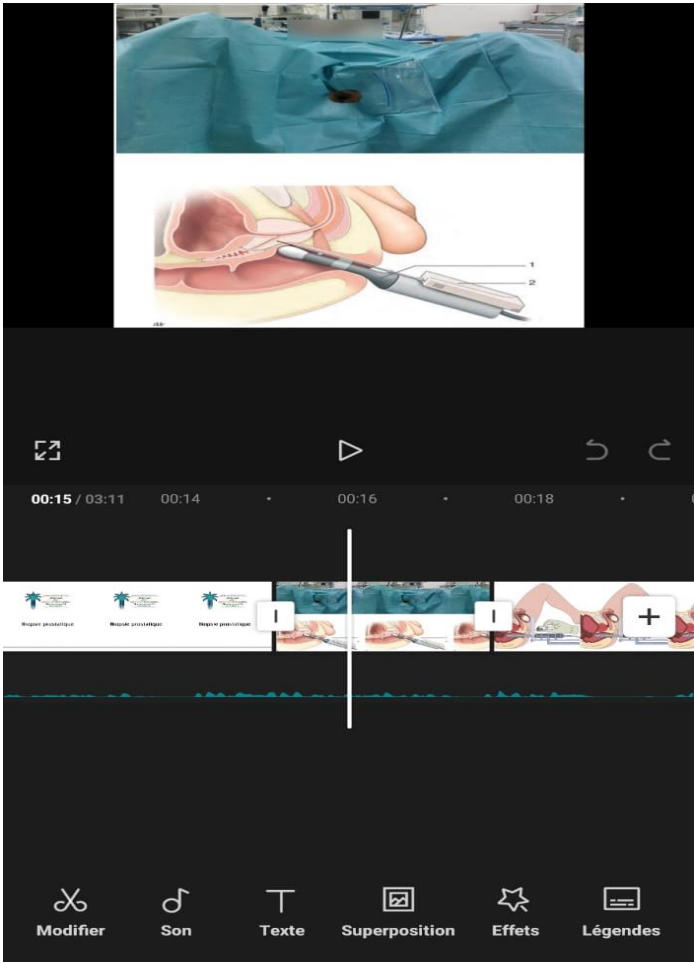 1
2
00:15 / 03:11 00:14 00:16 00:18
Biopsie prostatique Biopsie prostatique Biopsie prostatique
Modifier Son Texte Superposition Effets Légendes